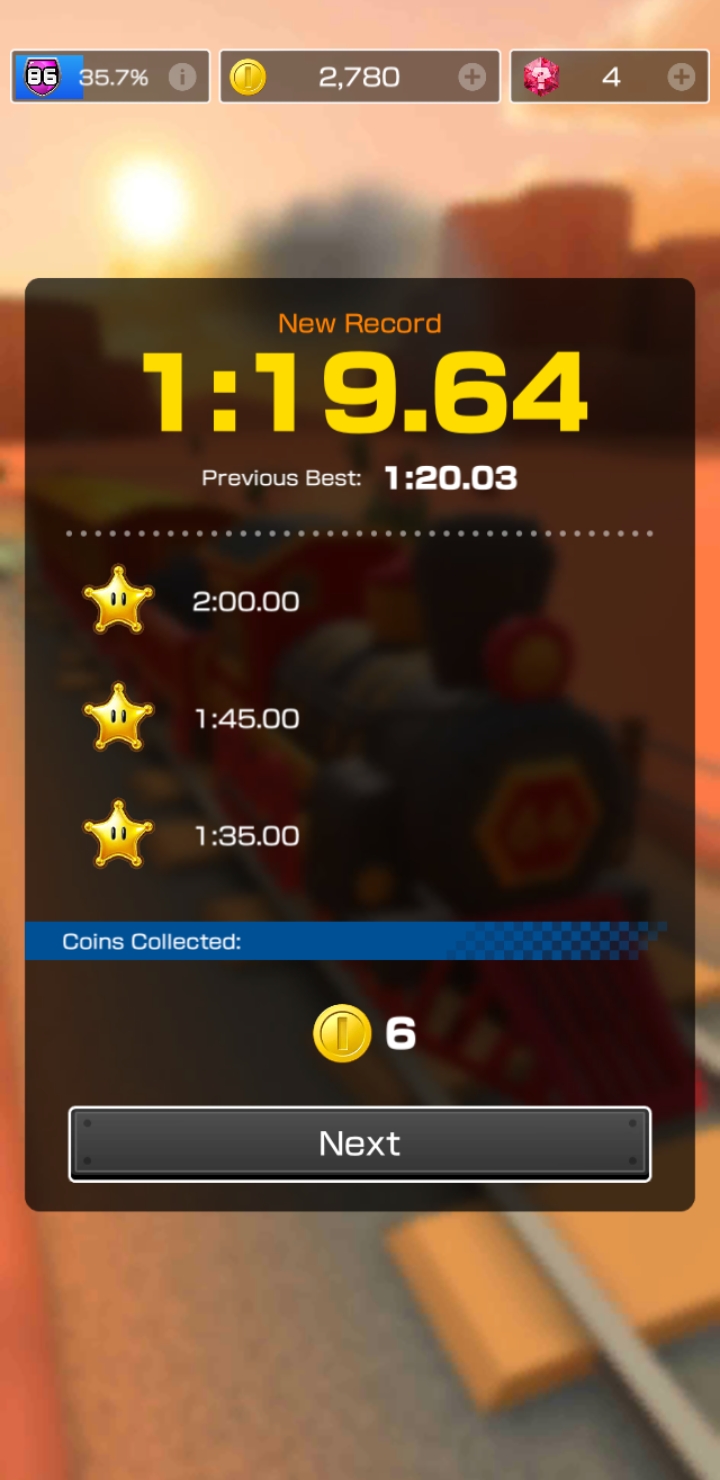 86 35.7% i 2,780 + 4 +
New Record
1:19.64
Previous Best: 1:20.03
2:00.00
1:45.00
1:35.00
Coins Collected:
6
Next